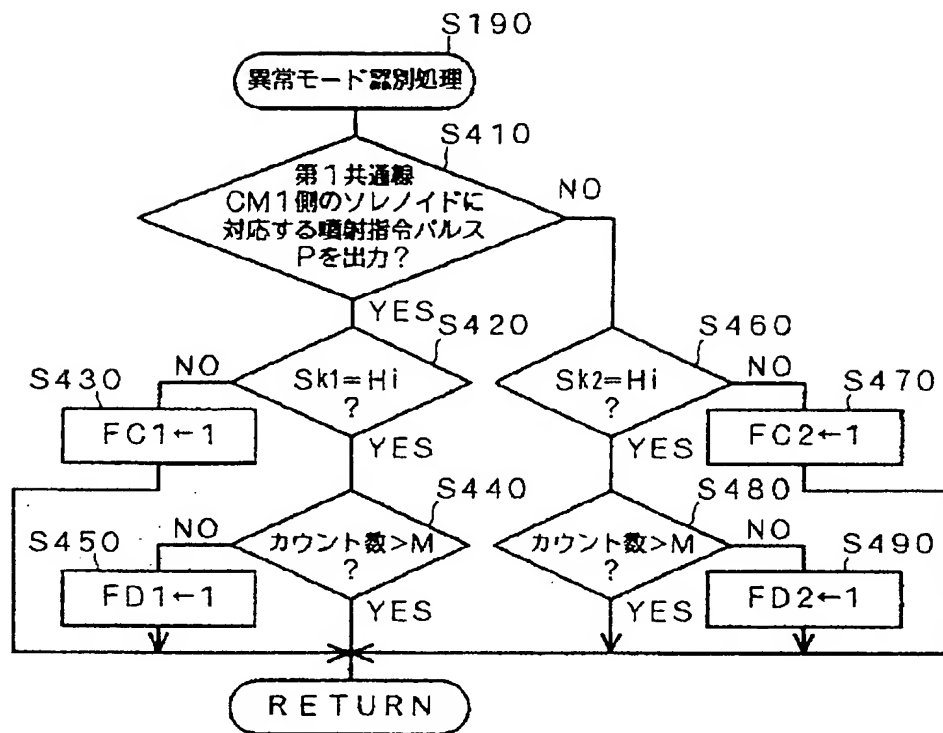 S190
異常モード認別処理
S410
第1共通線
CM1側のソレノイドに
対応する噴射指令パルス
Pを出力?
NO
YES
S420
Sk1=Hi
?
NO
S430
FC1←1
YES
S440
カウント数>M
?
NO
S450
FD1←1
YES
S460
Sk2=Hi
?
NO
S470
FC2←1
YES
S480
カウント数>M
?
NO
S490
FD2←1
YES
RETURN